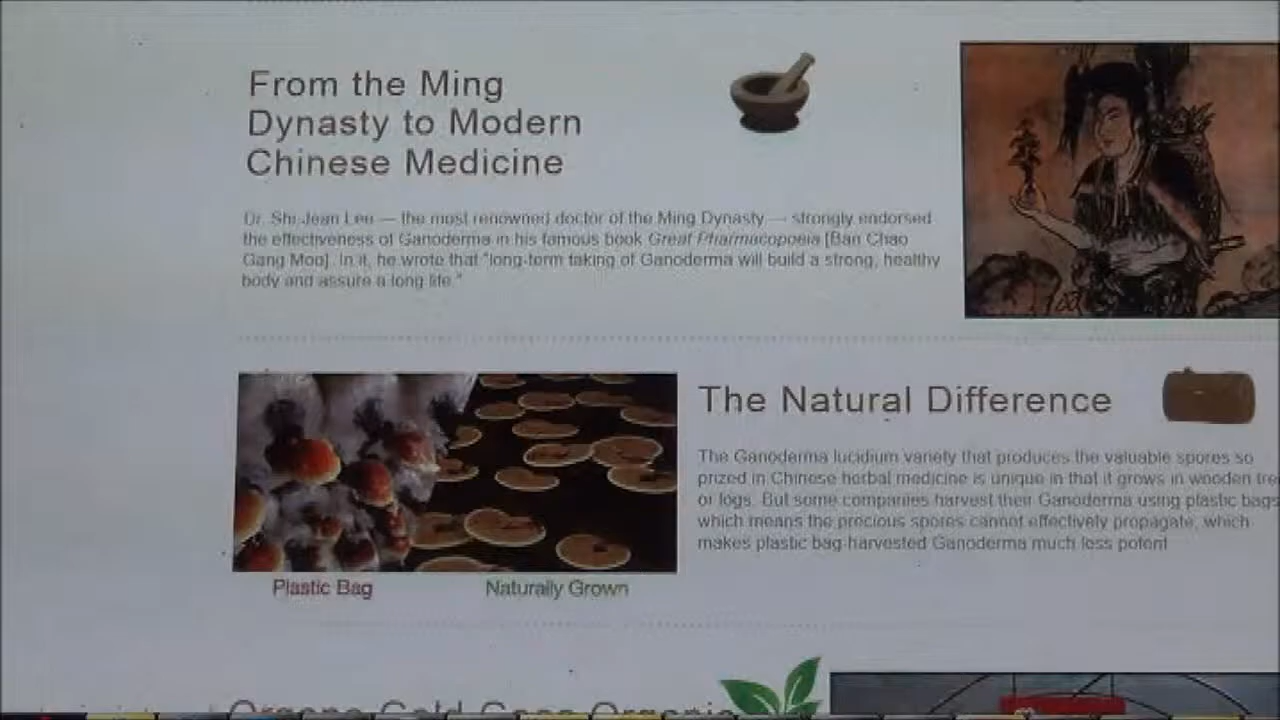 From the Ming
Dynasty to Modern
Chinese Medicine
Dr. Shi-Jean Lee — the most renowned doctor of the Ming Dynasty — strongly endorsed
the effectiveness of Ganoderma in his famous book Great Pharmacopoeia [Ban Chao
Gang Moo]. In it, he wrote that "long-term taking of Ganoderma will build a strong, healthy
body and assure a long life."
The Natural Difference
The Ganoderma lucidium variety that produces the valuable spores so
prized in Chinese herbal medicine is unique in that it grows in wooden tre
or logs. But some companies harvest their Ganoderma using plastic bags
which means the precious spores cannot effectively propagate, which
makes plastic bag-harvested Ganoderma much less potent
Plastic Bag
Naturally Grown
Organo Gold Goes Organic